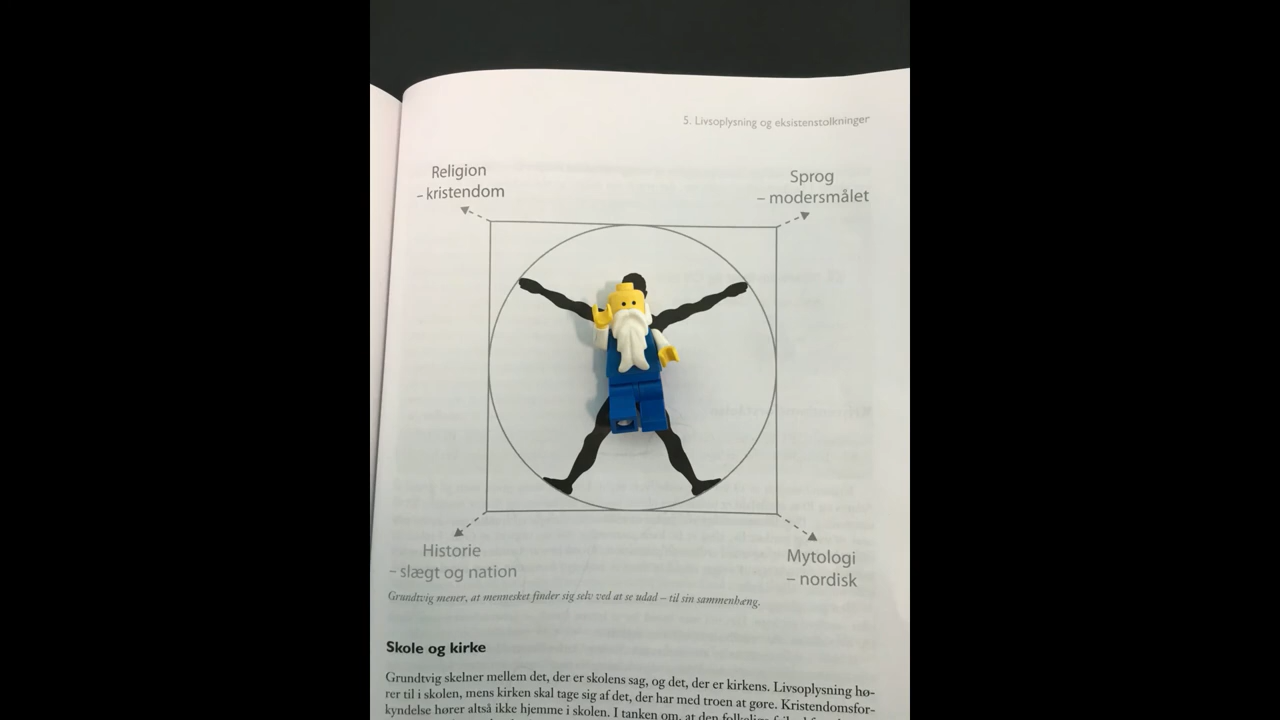 5. Livsoplysning og eksistenstolkninger
Religion
– kristendom
Sprog
– modersmålet
Historie
– slægt og nation
Mytologi
– nordisk
Grundtvig mener, at mennesket finder sig selv ved at se udad – til sin sammenhæng.
Skole og kirke
Grundtvig skelner mellem det, der er skolens sag, og det, der er kirkens. Livsoplysning hø-
rer til i skolen, mens kirken skal tage sig af det, der har med troen at gøre. Kristendomsfor-
kyndelse hører altså ikke hjemme i skolen. I tanken om, at den